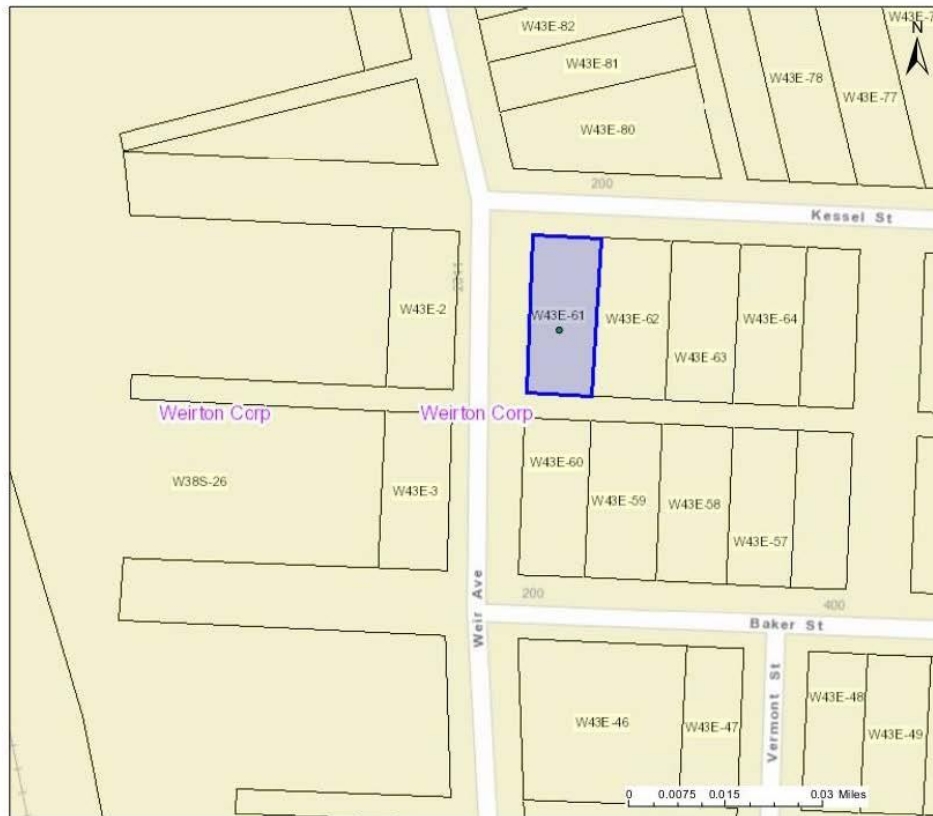 W43E-82
N
W43E-81
W43E-78
W43E-77
W43E-80
200
Kessel St
W43E-2
W43E-61
W43E-62
W43E-64
W43E-63
Weirton Corp
Weirton Corp
W43E-60
W38S-26
W43E-3
W43E-59
W43E-58
W43E-57
200
400
Weir Ave
Baker St
Vermont St
W43E-48
W43E-46
W43E-47
W43E-49
0 0.0075 0.015 0.03 Miles